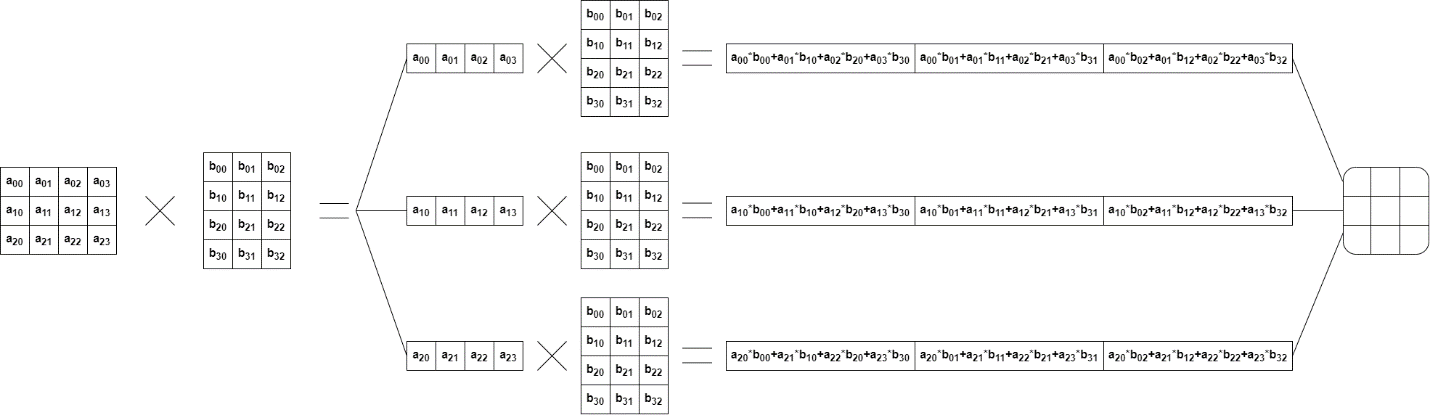 a00 a01 a02 a03
a10 a11 a12 a13
a20 a21 a22 a23
b00 b01 b02
b10 b11 b12
b20 b21 b22
b30 b31 b32
a00 a01 a02 a03
b00 b01 b02
b10 b11 b12
b20 b21 b22
b30 b31 b32
a00*b00+a01*b10+a02*b20+a03*b30 a00*b01+a01*b11+a02*b21+a03*b31 a00*b02+a01*b12+a02*b22+a03*b32
a10 a11 a12 a13
b00 b01 b02
b10 b11 b12
b20 b21 b22
b30 b31 b32
a10*b00+a11*b10+a12*b20+a13*b30 a10*b01+a11*b11+a12*b21+a13*b31 a10*b02+a11*b12+a12*b22+a13*b32
a20 a21 a22 a23
b00 b01 b02
b10 b11 b12
b20 b21 b22
b30 b31 b32
a20*b00+a21*b10+a22*b20+a23*b30 a20*b01+a21*b11+a22*b21+a23*b31 a20*b02+a21*b12+a22*b22+a23*b32